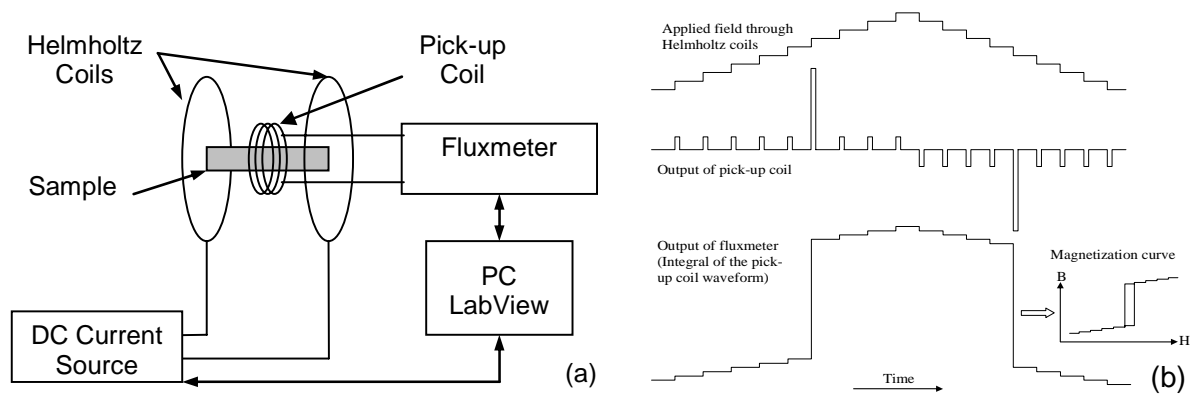 Helmholtz
Coils
Pick-up
Coil
Fluxmeter
Sample
PC
LabView
DC Current
Source
(a)
Applied field through
Helmholtz coils
Output of pick-up coil
Output of fluxmeter
(Integral of the pick-
up coil waveform)
Magnetization curve
B
H
Time
(b)